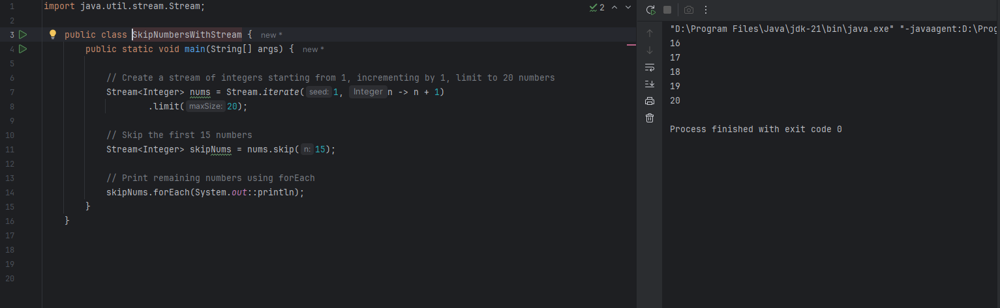 import java.util.stream.Stream;
public class SkipNumbersWithStream { new *
public static void main(String[] args) { new *
// Create a stream of integers starting from 1, incrementing by 1, limit to 20 numbers
Stream<Integer> nums = Stream.iterate( seed: 1, Integer n -> n + 1)
.limit( maxSize: 20);
// Skip the first 15 numbers
Stream<Integer> skipNums = nums.skip( n: 15);
// Print remaining numbers using forEach
skipNums.forEach(System.out::println);
}
}
1
2
3
4
5
6
7
8
9
10
11
12
13
14
15
16
17
18
19
20
2
"D:\Program Files\Java\jdk-21\bin\java.exe" "-javaagent:D:\Prog
16
17
18
19
20
Process finished with exit code 0